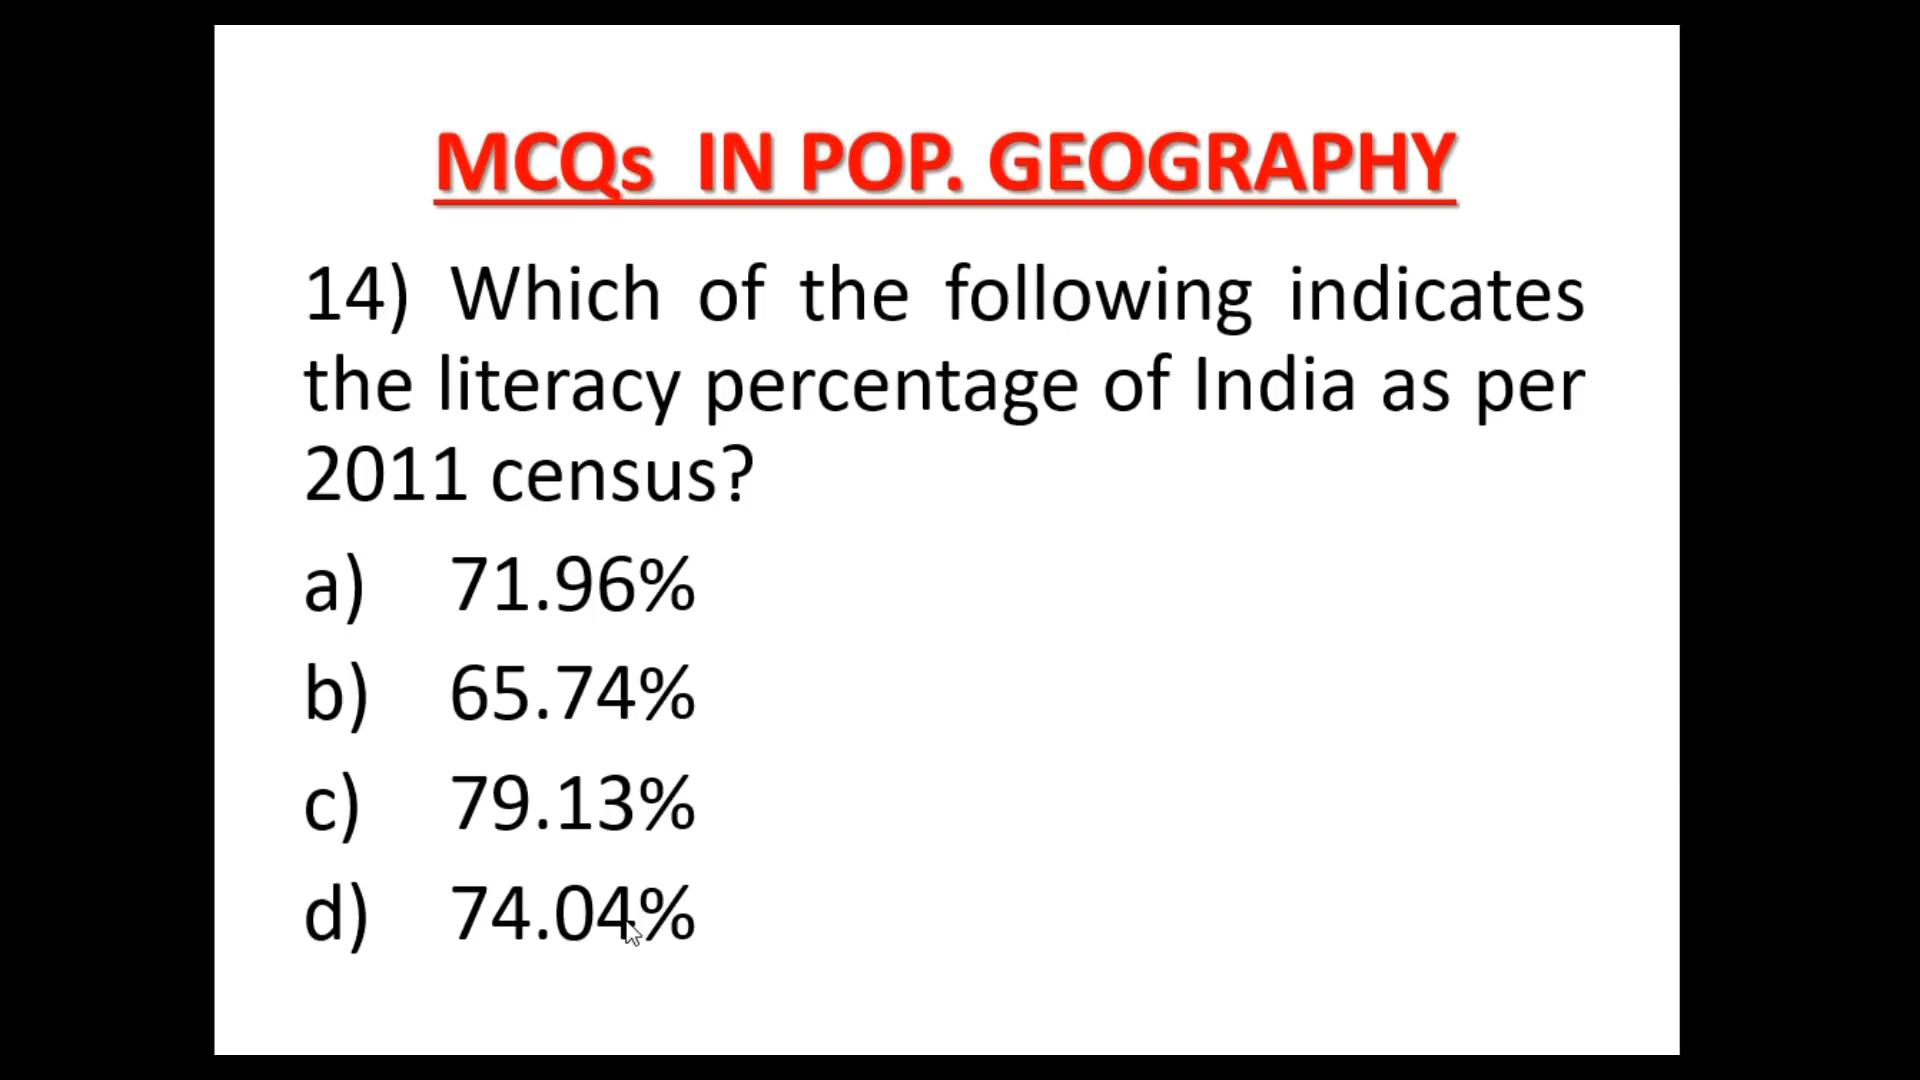 MCQs IN POP. GEOGRAPHY
14) Which of the following indicates
the literacy percentage of India as per
2011 census?
a) 71.96%
b) 65.74%
c) 79.13%
d) 74.04%